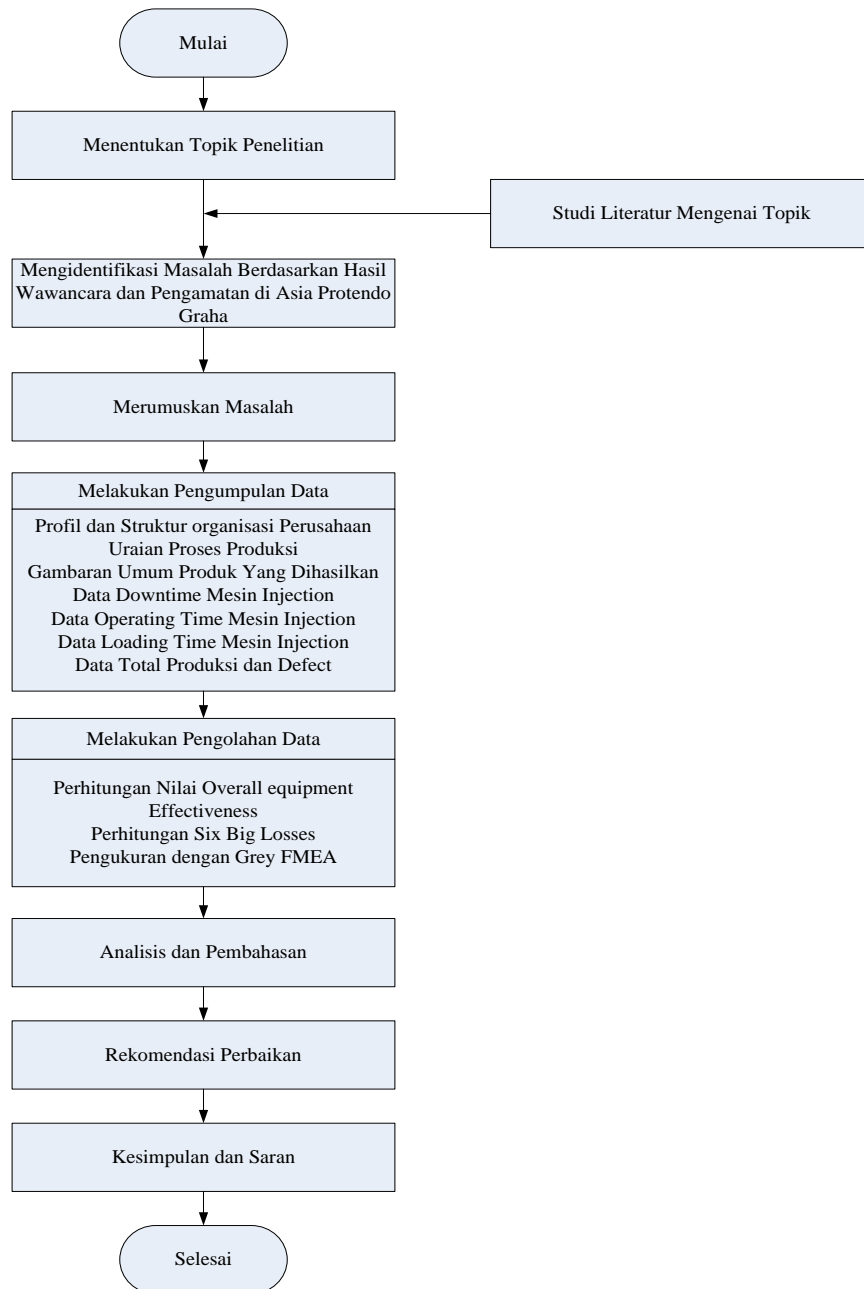 Mulai
Menentukan Topik Penelitian
Studi Literatur Mengenai Topik
Mengidentifikasi Masalah Berdasarkan Hasil
Wawancara dan Pengamatan di Asia Protendo
Graha
Merumuskan Masalah
Melakukan Pengumpulan Data
Profil dan Struktur organisasi Perusahaan
Uraian Proses Produksi
Gambaran Umum Produk Yang Dihasilkan
Data Downtime Mesin Injection
Data Operating Time Mesin Injection
Data Loading Time Mesin Injection
Data Total Produksi dan Defect
Melakukan Pengolahan Data
Perhitungan Nilai Overall equipment
Effectiveness
Perhitungan Six Big Losses
Pengukuran dengan Grey FMEA
Analisis dan Pembahasan
Rekomendasi Perbaikan
Kesimpulan dan Saran
Selesai